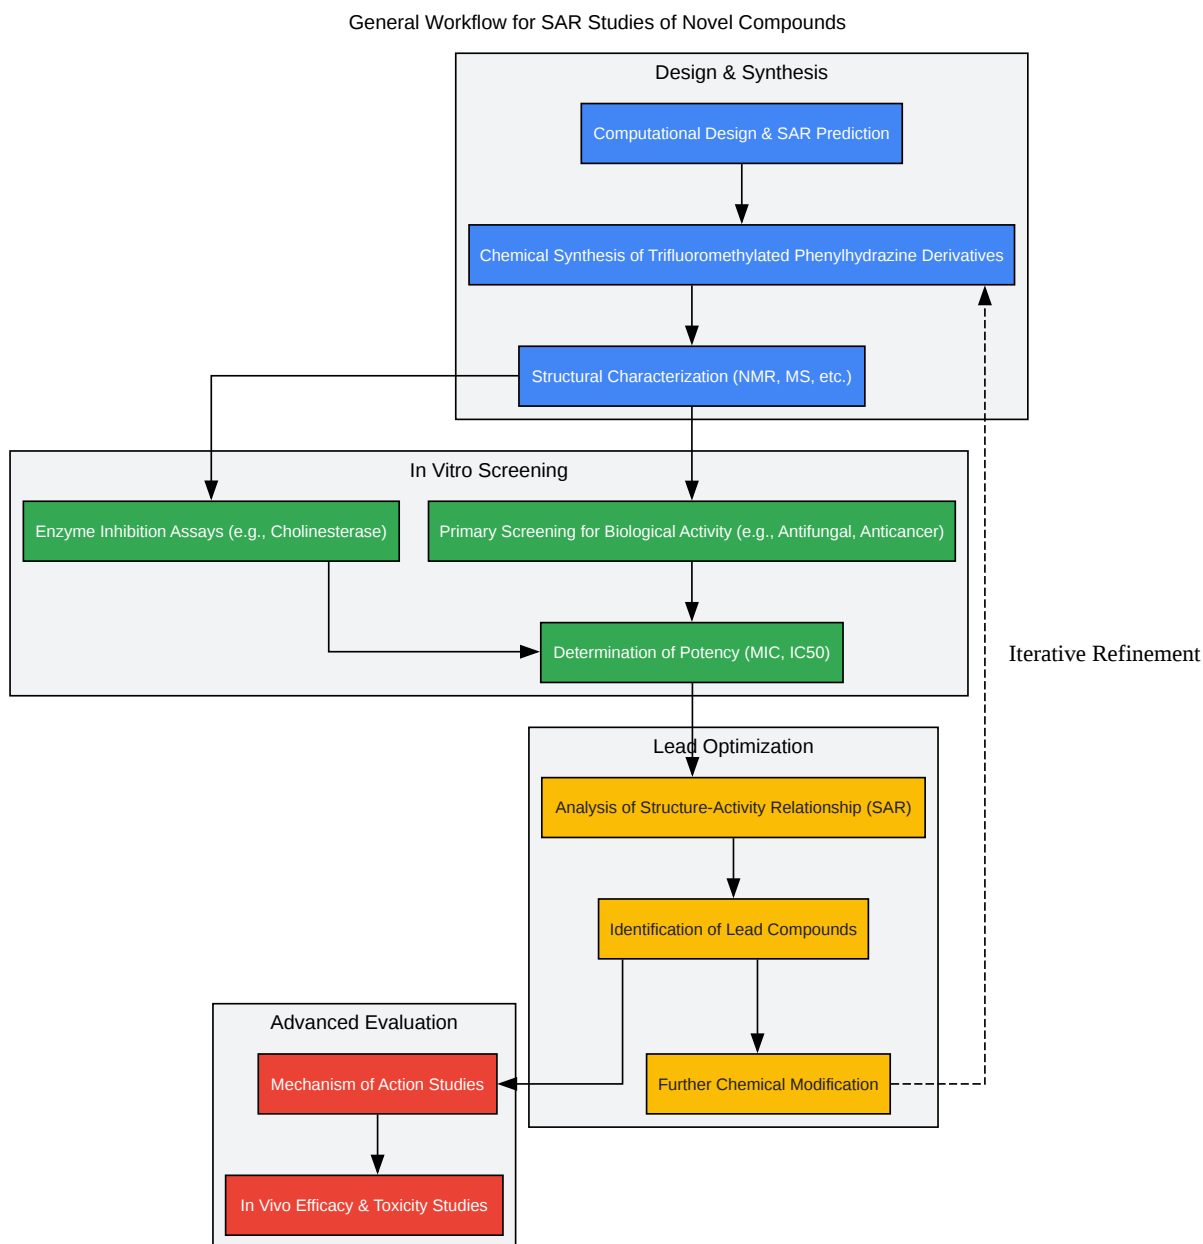 General Workflow for SAR Studies of Novel Compounds
Design & Synthesis
Computational Design & SAR Prediction
Chemical Synthesis of Trifluoromethylated Phenylhydrazine Derivatives
Structural Characterization (NMR, MS, etc.)
In Vitro Screening
Enzyme Inhibition Assays (e.g., Cholinesterase)
Primary Screening for Biological Activity (e.g., Antifungal, Anticancer)
Determination of Potency (MIC, IC50)
Iterative Refinement
Lead Optimization
Analysis of Structure-Activity Relationship (SAR)
Identification of Lead Compounds
Advanced Evaluation
Mechanism of Action Studies
Further Chemical Modification
In Vivo Efficacy & Toxicity Studies